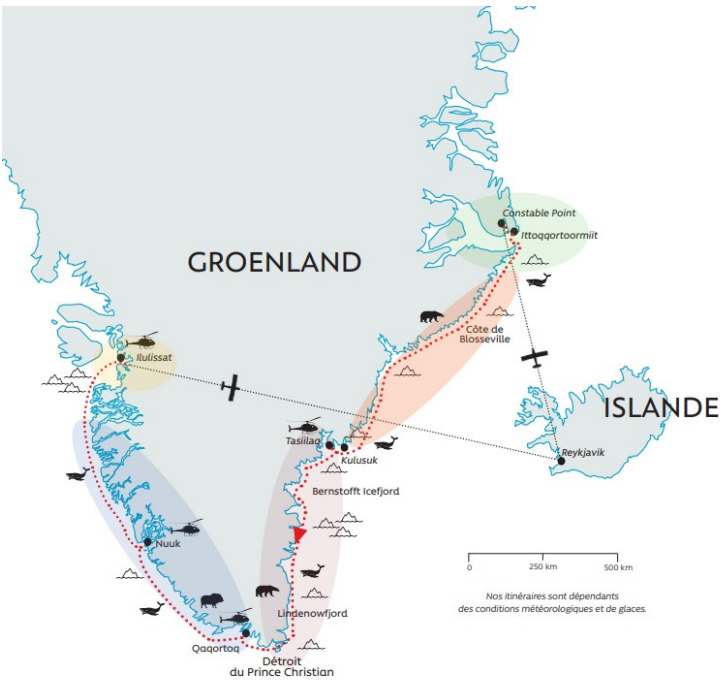 Constable Point
Ittoqqortoormiit
GROENLAND
Côte de
Blosseville
Ilulissat
ISLANDE
Tasiilaq
Kulusuk
Reykjavik
Bernstofft Icefjord
Nuuk
0
250 km
500 km
Nos itinéraires sont dépendants
des conditions météorologiques et de glaces.
Lindenowfjord
Qaqortoq
Détroit
du Prince Christian